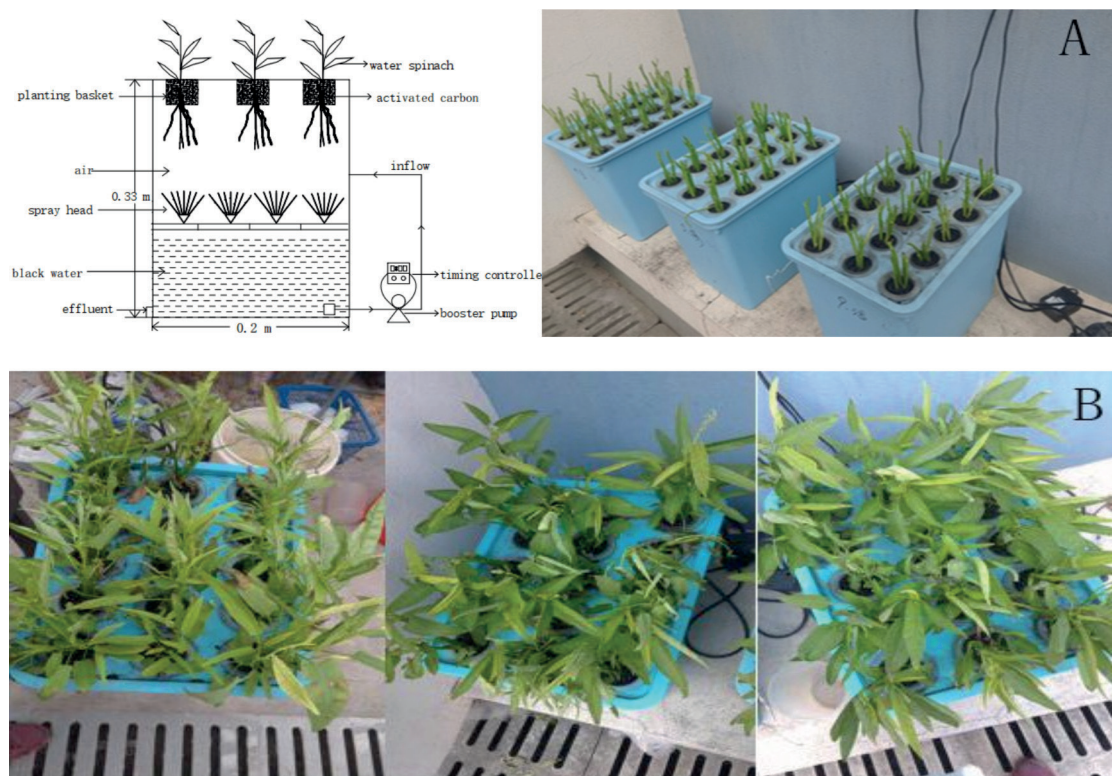 water spinach
planting basket
activated carbon
air
inflow
0.33 m
spray head
black water
timing controlle
effluent
booster pump
0.2 m
A
B